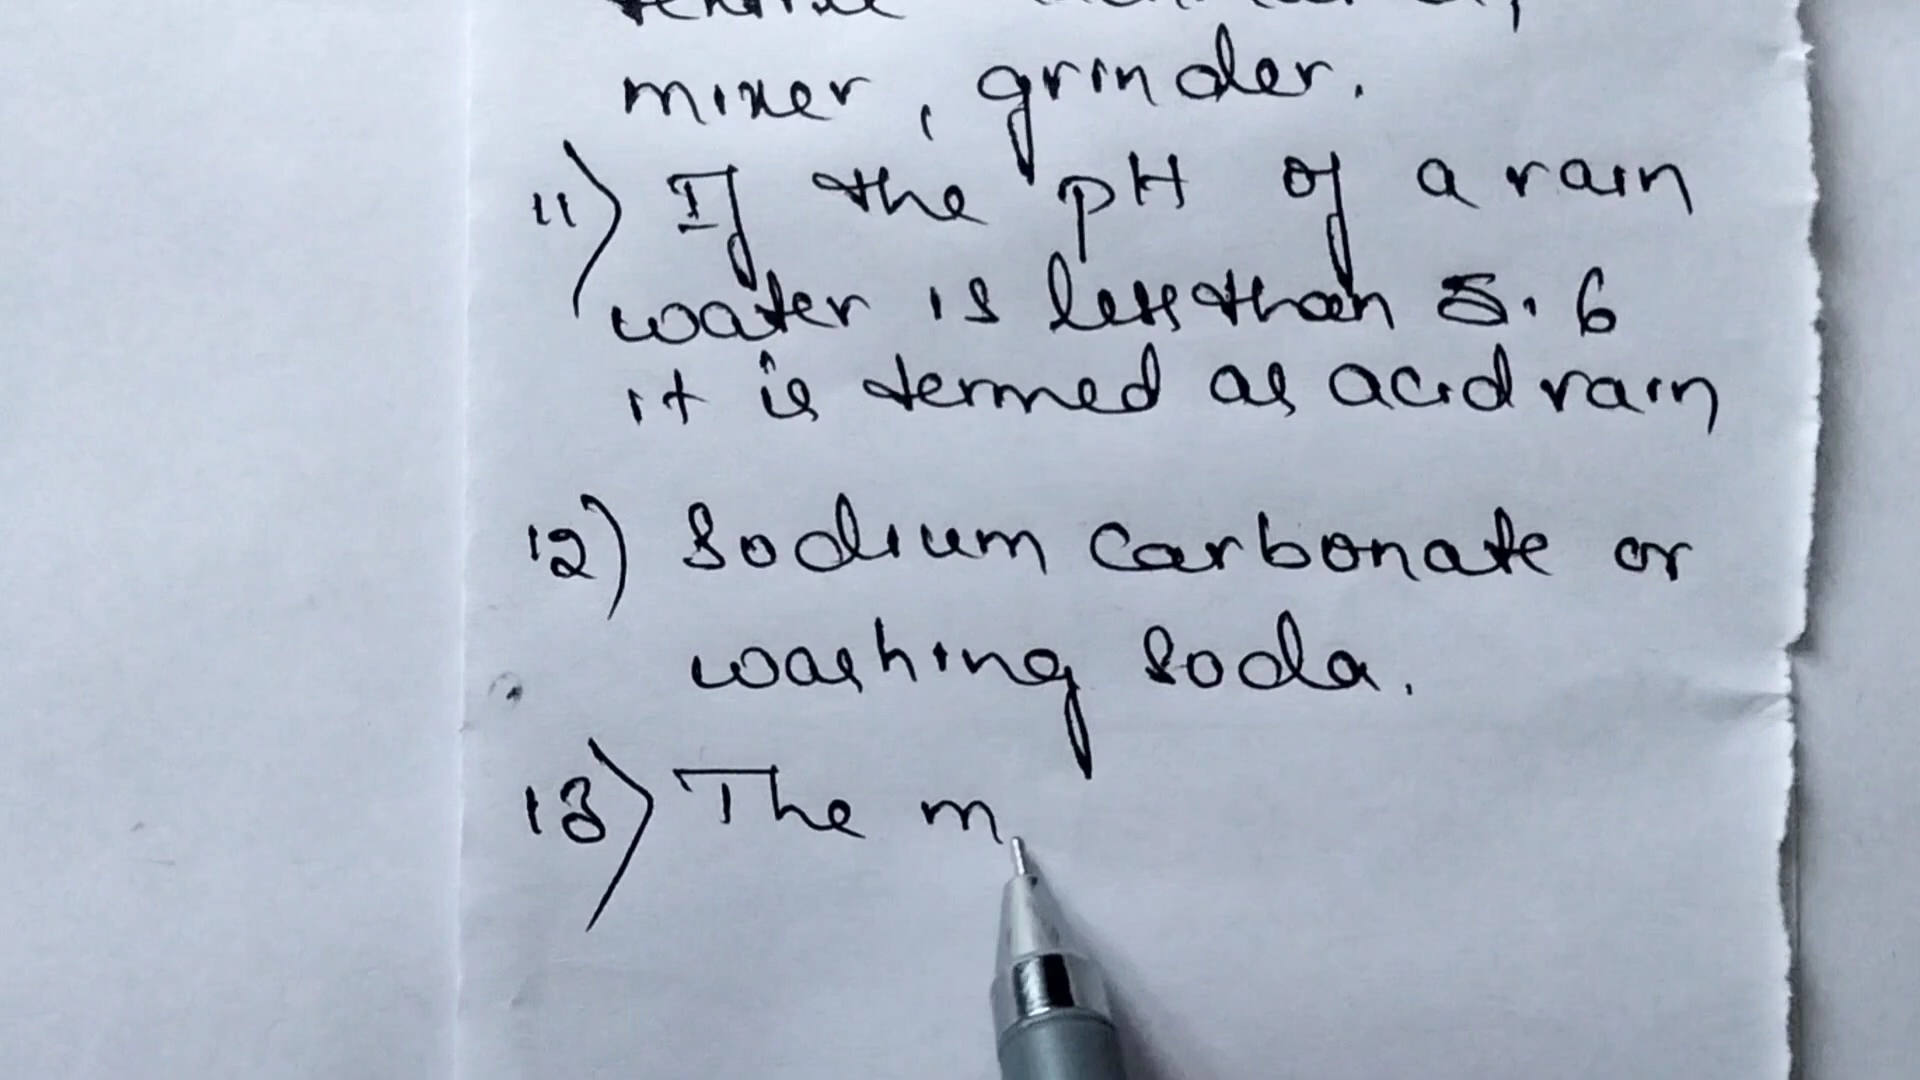 mixer, grinder.
11) If the pH of a rain
water is less than 5.6
it is termed as acid rain
12) Sodium carbonate or
washing soda.
13) The m